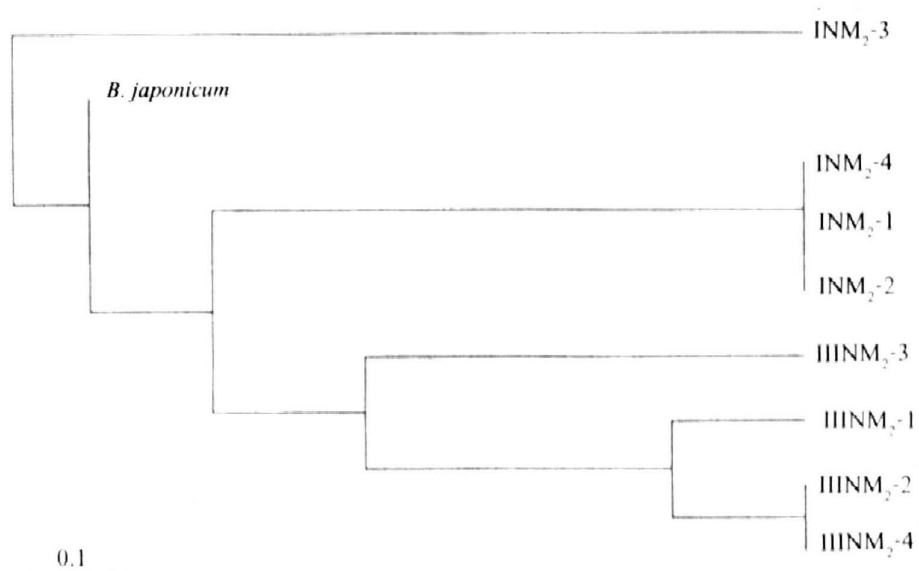 INM₂-3
B. japonicum
INM₂-4
INM₂-1
INM₂-2
IIINM₂-3
IIINM₂-1
IIINM₂-2
IIINM₂-4
0.1